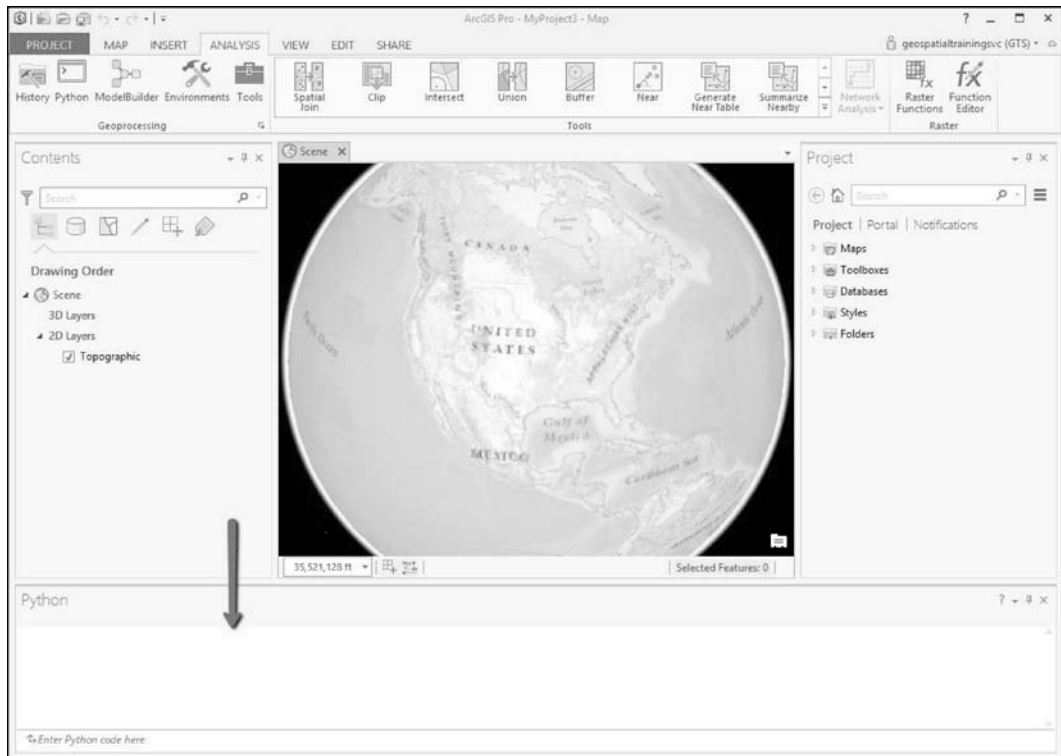 ArcGIS Pro - MyProject3 - Map
PROJECT MAP INSERT ANALYSIS VIEW EDIT SHARE
geospatialtrainingsvc (GTS)
History Python ModelBuilder Environments Tools
Geoprocessing
Spatial Join
Clip
Intersect
Union
Buffer
Near
Generate Near Table
Summarize Nearby
Tools
Network Analysis
Raster Functions
Function Editor
Raster
Contents
Search
Drawing Order
Scene
3D Layers
2D Layers
Topographic
Scene
CANADA
UNITED
STATES
Gulf of
Mexico
MEXICO
Caribbean Sea
35,521,128 ft
Selected Features: 0
Project
Search
Project | Portal | Notifications
Maps
Toolboxes
Databases
Styles
Folders
Python
Enter Python code here